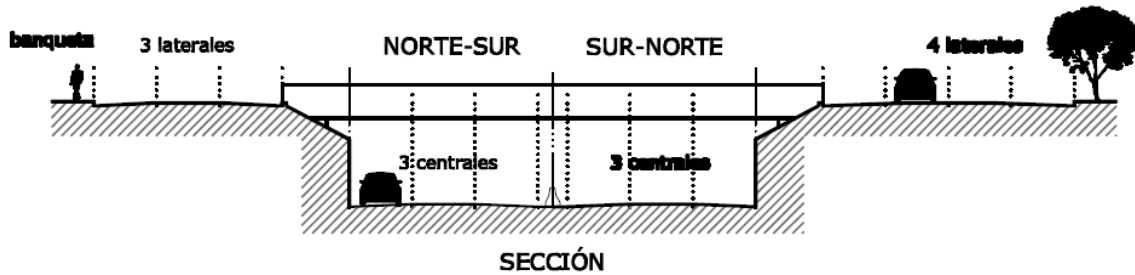 banqueta
3 laterales
NORTE-SUR
SUR-NORTE
4 laterales
3 centrales
3 centrales
SECCIÓN